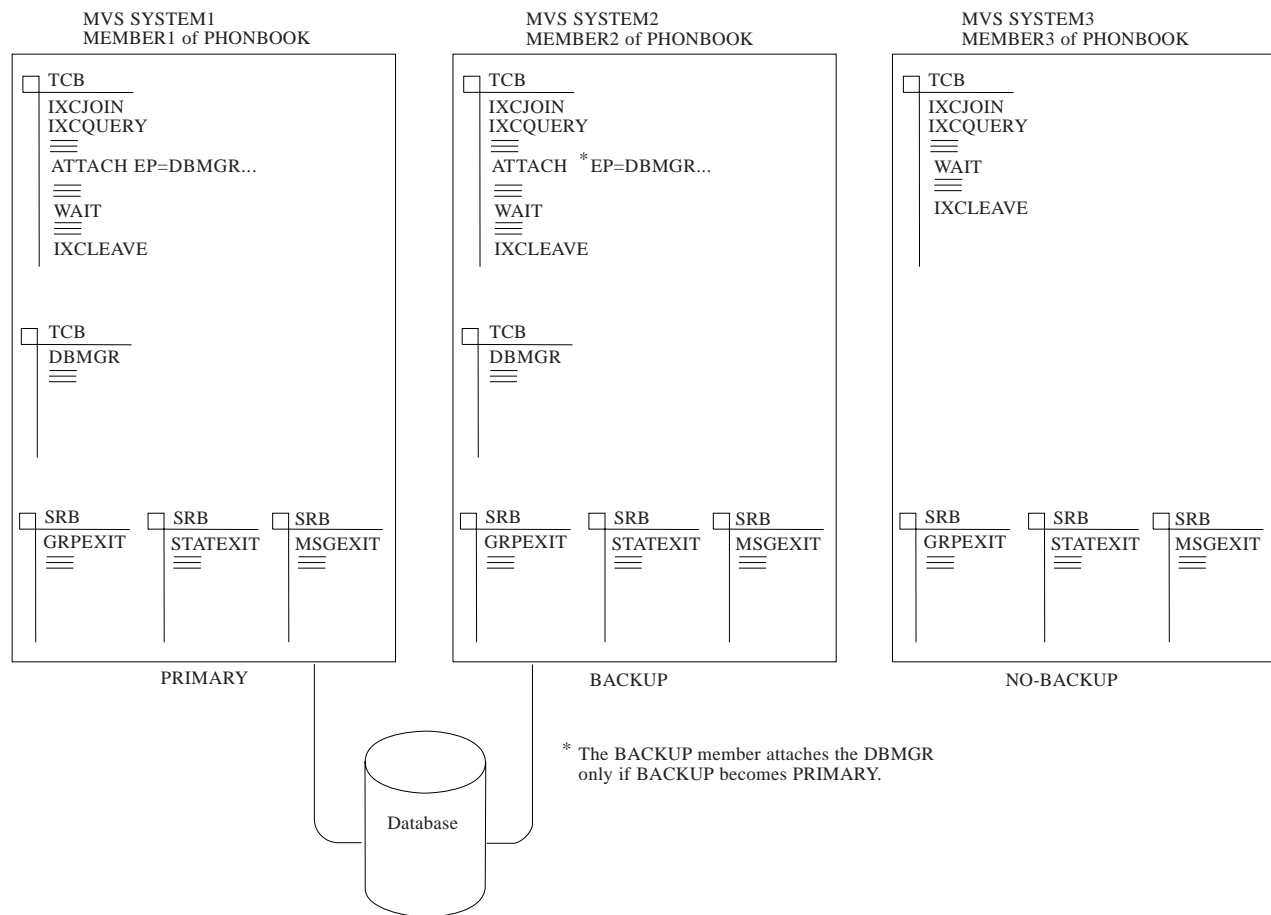 MVS SYSTEM1
MEMBER1 of PHONBOOK
TCB
IXCJOIN
IXCQUERY
ATTACH EP=DBMGR...
WAIT
IXCLEAVE
TCB
DBMGR
SRB
GRPEXIT
SRB
STATEXIT
SRB
MSGEXIT
PRIMARY
MVS SYSTEM2
MEMBER2 of PHONBOOK
TCB
IXCJOIN
IXCQUERY
ATTACH *EP=DBMGR...
WAIT
IXCLEAVE
TCB
DBMGR
SRB
GRPEXIT
SRB
STATEXIT
SRB
MSGEXIT
BACKUP
MVS SYSTEM3
MEMBER3 of PHONBOOK
TCB
IXCJOIN
IXCQUERY
WAIT
IXCLEAVE
SRB
GRPEXIT
SRB
STATEXIT
SRB
MSGEXIT
NO-BACKUP
Database
* The BACKUP member attaches the DBMGR
only if BACKUP becomes PRIMARY.